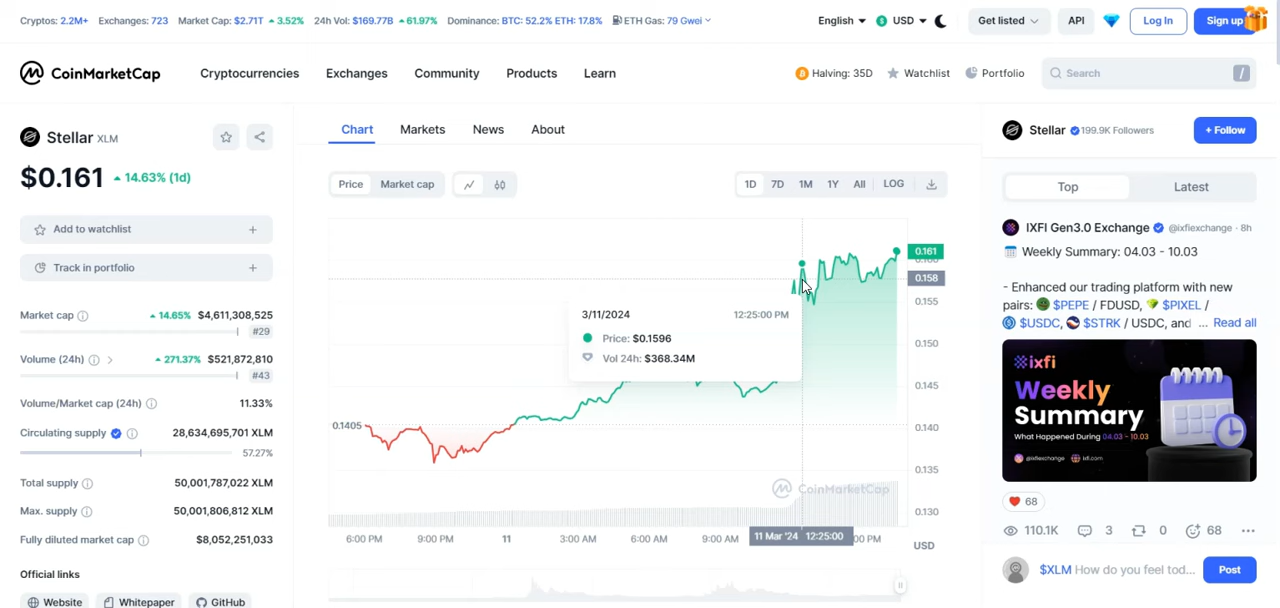 Cryptos: 2.2M+ Exchanges: 723 Market Cap: $2.71T 3.52% 24h Vol: $169.77B 61.97% Dominance: BTC: 52.2% ETH: 17.8% ETH Gas: 79 Gwei English USD Get listed API Log In Sign up
CoinMarketCap Cryptocurrencies Exchanges Community Products Learn Halving: 35D Watchlist Portfolio Search /
Stellar XLM
$0.161 14.63% (1d)
Add to watchlist +
Track in portfolio +
Market cap 14.65% $4,611,308,525
#29
Volume (24h) 271.37% $521,872,810
#43
Volume/Market cap (24h) 11.33%
Circulating supply 28,634,695,701 XLM
57.27%
Total supply 50,001,787,022 XLM
Max. supply 50,001,806,812 XLM
Fully diluted market cap $8,052,251,033
Official links
Website Whitepaper GitHub
Chart Markets News About
Price Market cap 1D 7D 1M 1Y All LOG
0.161
0.158
0.155
0.150
0.145
0.140
0.135
0.130
0.1405
3/11/2024 12:25:00 PM
Price: $0.1596
Vol 24h: $368.34M
CoinMarketCap
6:00 PM 9:00 PM 11 3:00 AM 6:00 AM 9:00 AM 11 Mar '24 12:25:00 :00 PM
USD
Stellar 199.9K Followers + Follow
Top Latest
IXFI Gen3.0 Exchange @ixfiexchange · 8h
Weekly Summary: 04.03 - 10.03
- Enhanced our trading platform with new
pairs: $PEPE / FDUSD, $PIXEL /
$USDC, $STRK / USDC, and ... Read all
ixfi
Weekly
Summary
What Happened During 04.03 - 10.03
@ixfiexchange ixfi.com
68
110.1K 3 0 68 ...
$XLM How do you feel tod... Post